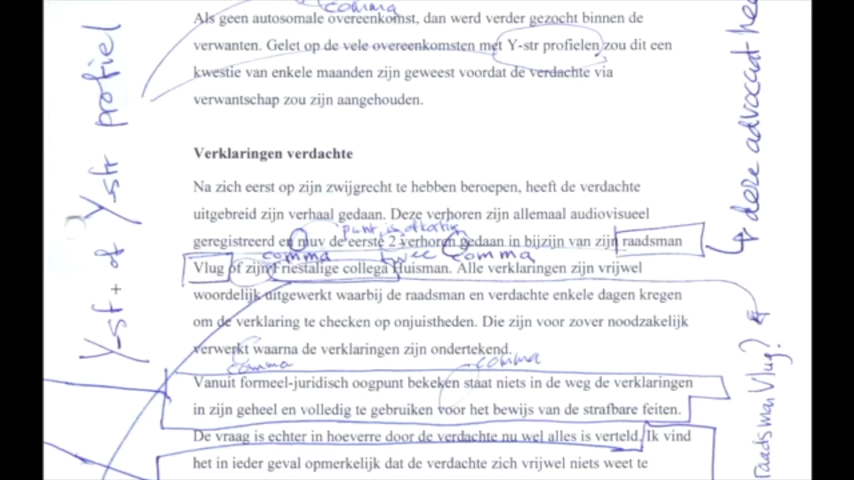 comma
Als geen autosomale overeenkomst, dan werd verder gezocht binnen de
verwanten. Gelet op de vele overeenkomsten met Y-str profielen zou dit een
kwestie van enkele maanden zijn geweest voordat de verdachte via
verwantschap zou zijn aangehouden.
Verklaringen verdachte
Na zich eerst op zijn zwijgrecht te hebben beroepen, heeft de verdachte
uitgebreid zijn verhaal gedaan. Deze verhoren zijn allemaal audiovisueel
punt is afkorting
geregistreerd en muv de eerste 2 verhoren gedaan in bijzijn van zijn raadsman
comma twee comma
Vlug of zijn Friestalige collega Huisman. Alle verklaringen zijn vrijwel
woordelijk uitgewerkt waarbij de raadsman en verdachte enkele dagen kregen
om de verklaring te checken op onjuistheden. Die zijn voor zover noodzakelijk
verwerkt waarna de verklaringen zijn ondertekend.
comma comma
Vanuit formeel-juridisch oogpunt bekeken staat niets in de weg de verklaringen
in zijn geheel en volledig te gebruiken voor het bewijs van de strafbare feiten.
De vraag is echter in hoeverre door de verdachte nu wel alles is verteld. Ik vind
het in ieder geval opmerkelijk dat de verdachte zich vrijwel niets weet te
Y-st+ of Y-str profiel
deze advocaat hee
raadsman Vlug?